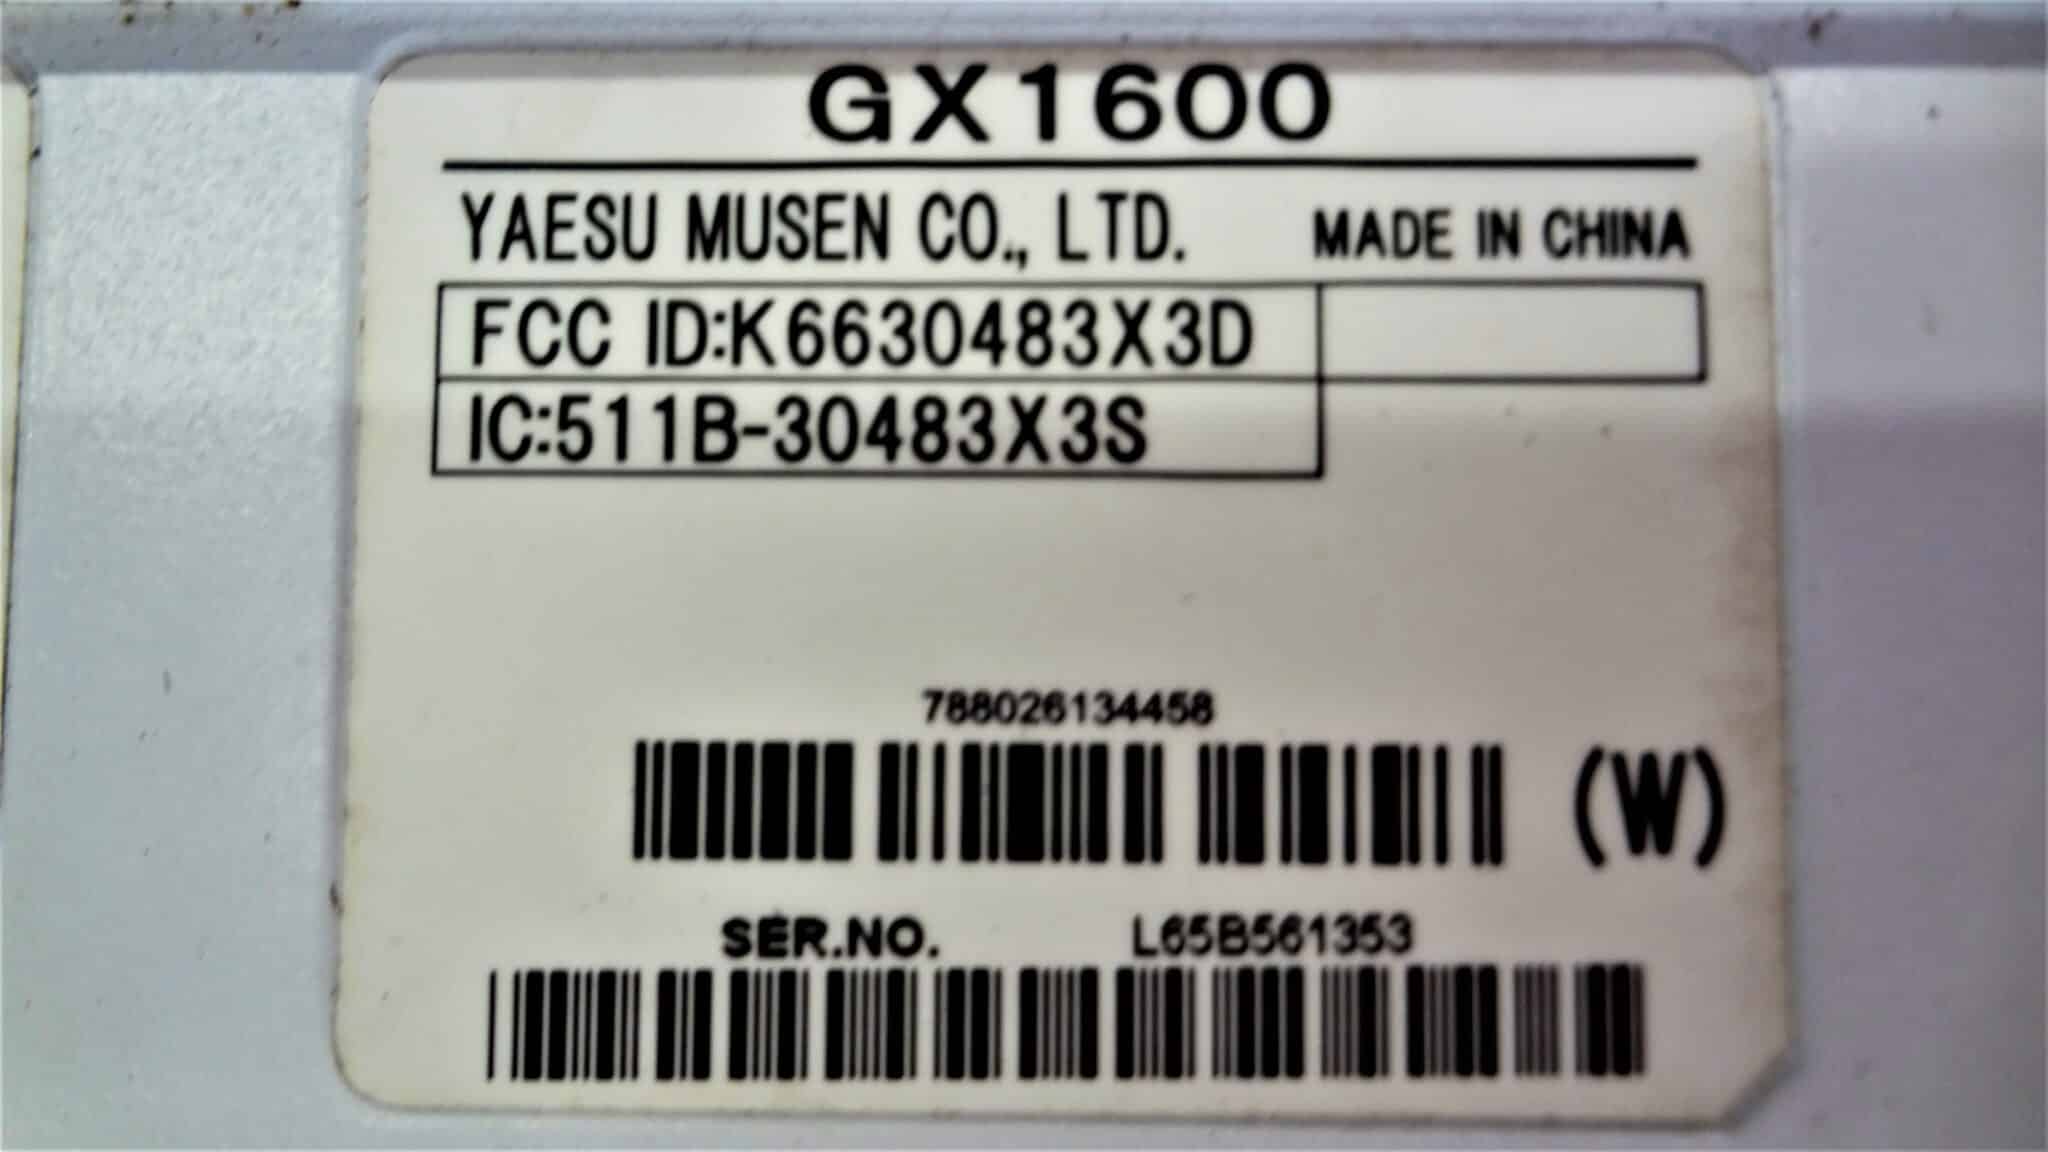 GX1600
YAESU MUSEN CO., LTD. MADE IN CHINA
FCC ID:K6630483X3D
IC:511B-30483X3S
788026134458
(W)
SER.NO. L65B561353